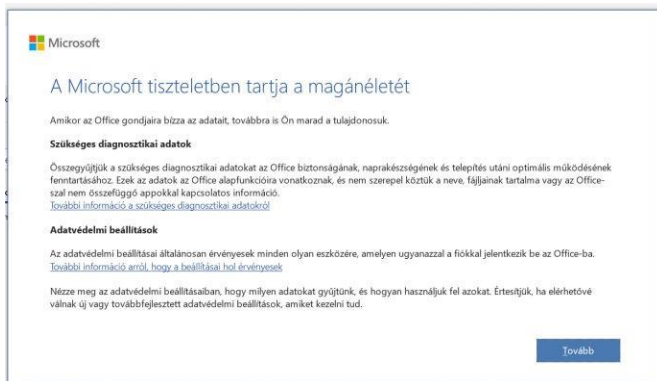 Microsoft
A Microsoft tiszteletben tartja a magánéletét
Amikor az Office gondjaira bízza az adatait, továbbra is Ön marad a tulajdonosuk.
Szükséges diagnosztikai adatok
Összegyűjtjük a szükséges diagnosztikai adatokat az Office biztonságának, naprakészségének és telepítés utáni optimális működésének
fenntartásához. Ezek az adatok az Office alapfunkcióira vonatkoznak, és nem szerepel köztük a neve, fájljainak tartalma vagy az Office-
szal nem összefüggő appokkal kapcsolatos információ.
További információ a szükséges diagnosztikai adatokról
Adatvédelmi beállítások
Az adatvédelmi beállításai általánosan érvényesek minden olyan eszközére, amelyen ugyanazzal a fiókkal jelentkezik be az Office-ba.
További információ arról, hogy a beállításai hol érvényesek
Nézze meg az adatvédelmi beállításaiban, hogy milyen adatokat gyűjtünk, és hogyan használjuk fel azokat. Értesítjük, ha elérhetővé
válnak új vagy továbbfejlesztett adatvédelmi beállítások, amiket kezelni tud.
Tovább